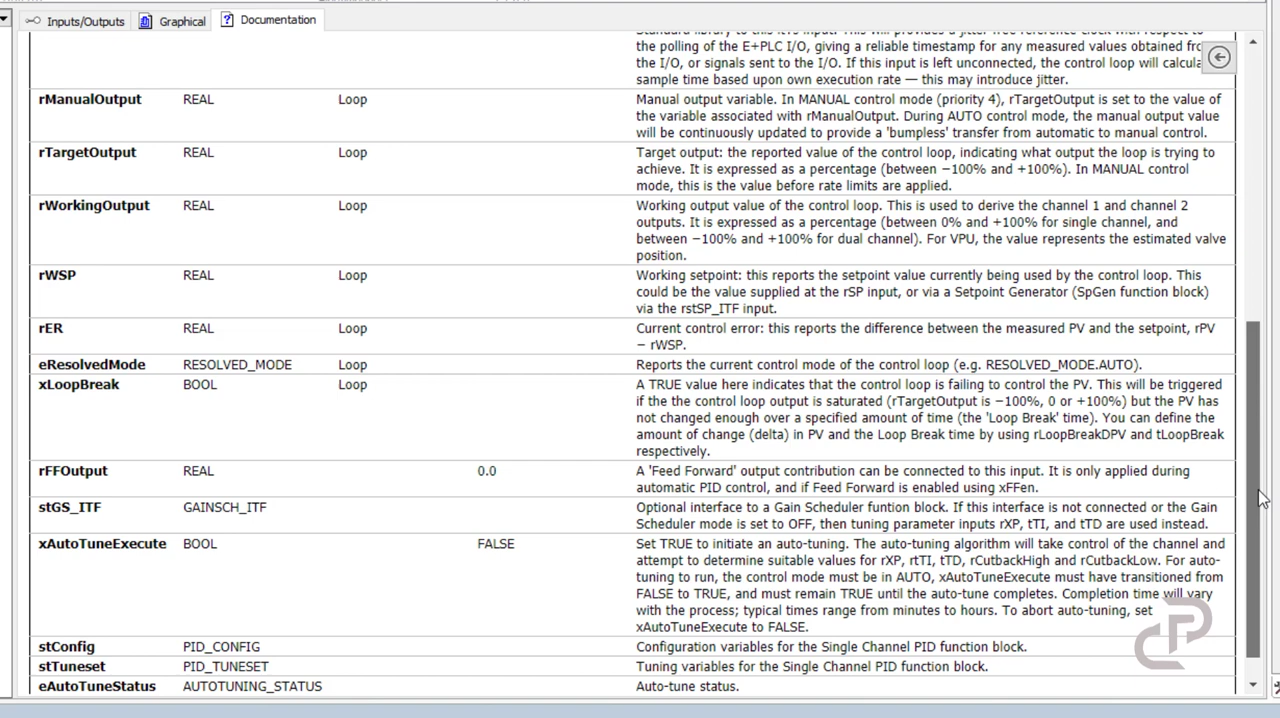 Inputs/Outputs Graphical Documentation
the polling of the E+PLC I/O, giving a reliable timestamp for any measured values obtained
the I/O, or signals sent to the I/O. If this input is left unconnected, the control loop will
sample time based upon own execution rate — this may introduce jitter.
rManualOutput REAL Loop Manual output variable. In MANUAL control mode (priority 4), rTargetOutput is set to the value of
the variable associated with rManualOutput. During AUTO control mode, the manual output value
will be continuously updated to provide a 'bumpless' transfer from automatic to manual control.
rTargetOutput REAL Loop Target output: the reported value of the control loop, indicating what output the loop is trying to
achieve. It is expressed as a percentage (between −100% and +100%). In MANUAL control
mode, this is the value before rate limits are applied.
rWorkingOutput REAL Loop Working output value of the control loop. This is used to derive the channel 1 and channel 2
outputs. It is expressed as a percentage (between 0% and +100% for single channel, and
between −100% and +100% for dual channel). For VPU, the value represents the estimated valve
position.
rWSP REAL Loop Working setpoint: this reports the setpoint value currently being used by the control loop. This
could be the value supplied at the rSP input, or via a Setpoint Generator (SpGen function block)
via the rstSP_ITF input.
rER REAL Loop Current control error: this reports the difference between the measured PV and the setpoint, rPV
− rWSP.
eResolvedMode RESOLVED_MODE Loop Reports the current control mode of the control loop (e.g. RESOLVED_MODE.AUTO).
xLoopBreak BOOL Loop A TRUE value here indicates that the control loop is failing to control the PV. This will be triggered
if the the control loop output is saturated (rTargetOutput is −100%, 0 or +100%) but the PV has
not changed enough over a specified amount of time (the 'Loop Break' time). You can define the
amount of change (delta) in PV and the Loop Break time by using rLoopBreakDPV and tLoopBreak
respectively.
rFFOutput REAL 0.0 A 'Feed Forward' output contribution can be connected to this input. It is only applied during
automatic PID control, and if Feed Forward is enabled using xFFen.
stGS_ITF GAINSCH_ITF Optional interface to a Gain Scheduler funtion block. If this interface is not connected or the Gain
Scheduler mode is set to OFF, then tuning parameter inputs rXP, tTI, and tTD are used instead.
xAutoTuneExecute BOOL FALSE Set TRUE to initiate an auto-tuning. The auto-tuning algorithm will take control of the channel and
attempt to determine suitable values for rXP, rtTI, tTD, rCutbackHigh and rCutbackLow. For auto-
tuning to run, the control mode must be in AUTO, xAutoTuneExecute must have transitioned from
FALSE to TRUE, and must remain TRUE until the auto-tune completes. Completion time will vary
with the process; typical times range from minutes to hours. To abort auto-tuning, set
xAutoTuneExecute to FALSE.
stConfig PID_CONFIG Configuration variables for the Single Channel PID function block.
stTuneset PID_TUNESET Tuning variables for the Single Channel PID function block.
eAutoTuneStatus AUTOTUNING_STATUS Auto-tune status.